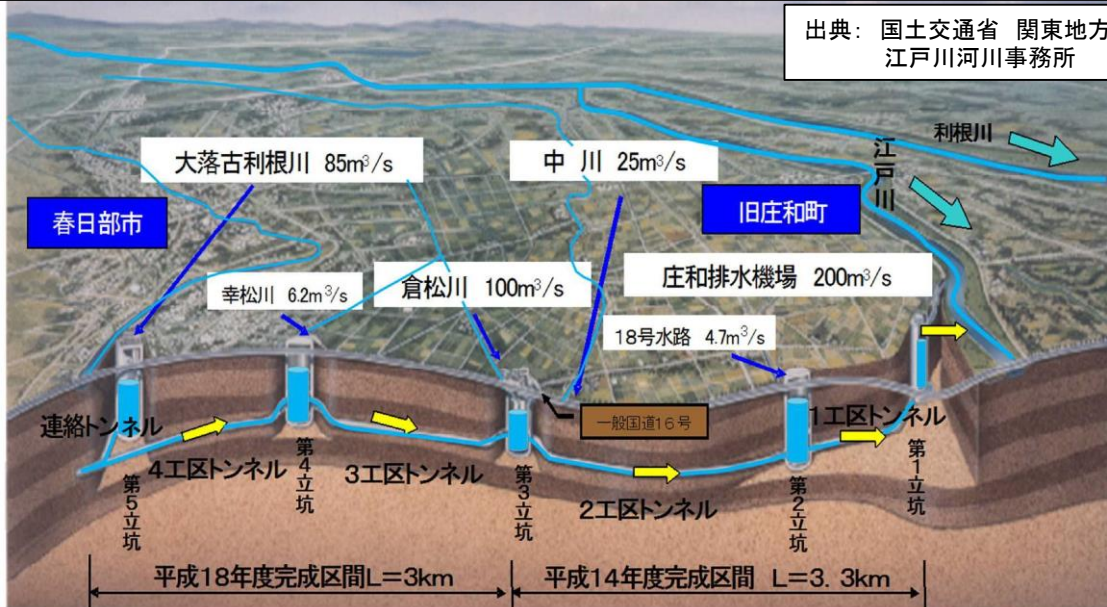 出典： 国土交通省 関東地方
江戸川河川事務所
利根川
江戸川
大落古利根川 85m³/s
中 川 25m³/s
春日部市
旧庄和町
幸松川 6.2m³/s
倉松川 100m³/s
庄和排水機場 200m³/s
18号水路 4.7m³/s
連絡トンネル
4工区トンネル
3工区トンネル
一般国道16号
2工区トンネル
1工区トンネル
第5立坑
第4立坑
第3立坑
第2立坑
第1立坑
平成18年度完成区間L＝3km
平成14年度完成区間 L＝3. 3km